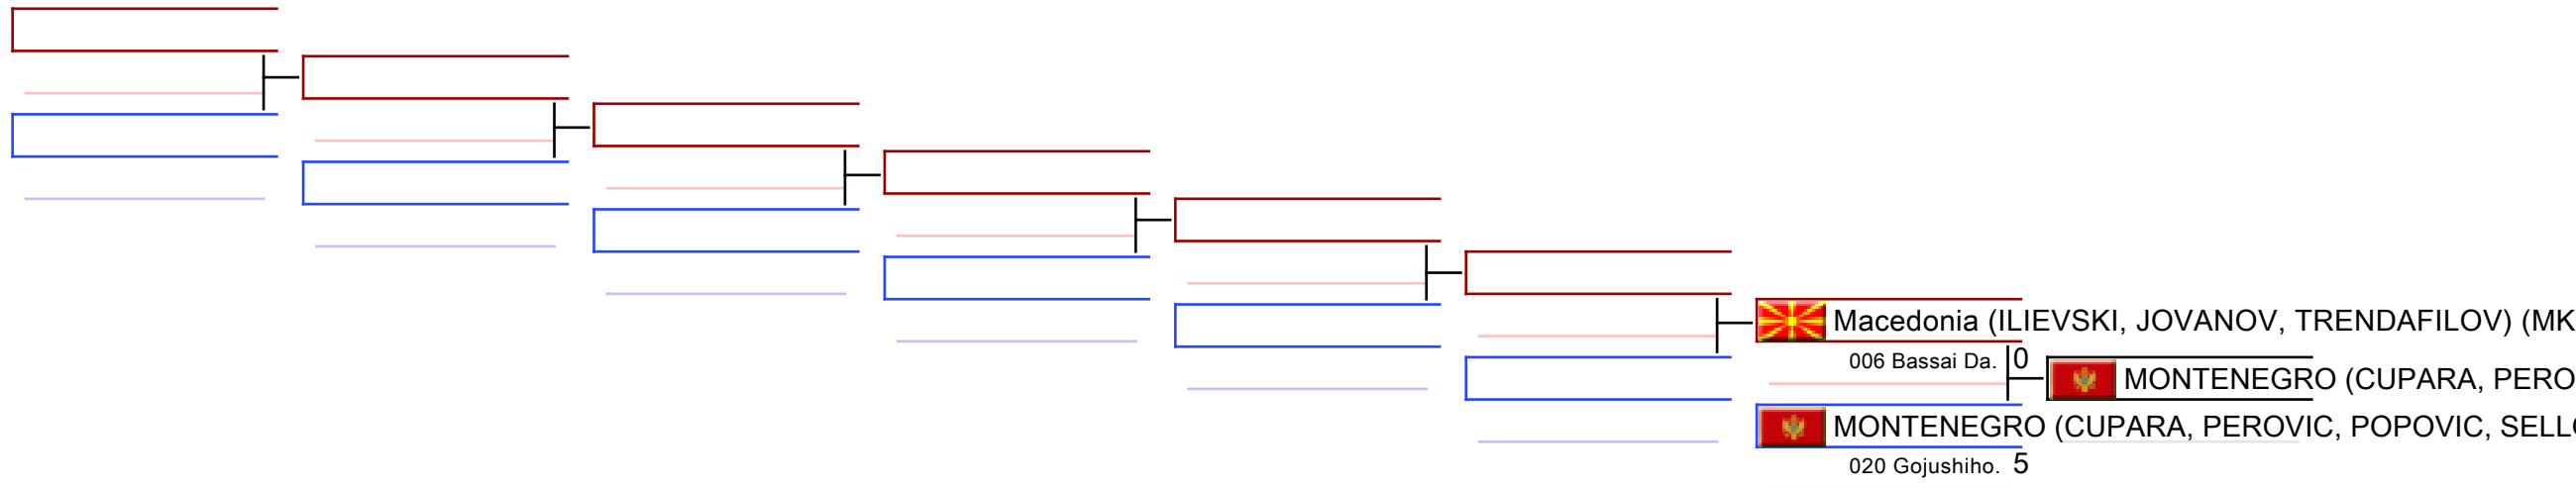 Macedonia (ILIEVSKI, JOVANOV, TRENDAFILOV) (MK
006 Bassai Da. 0
MONTENEGRO (CUPARA, PERO
MONTENEGRO (CUPARA, PEROVIC, POPOVIC, SELL
020 Gojushiho. 5